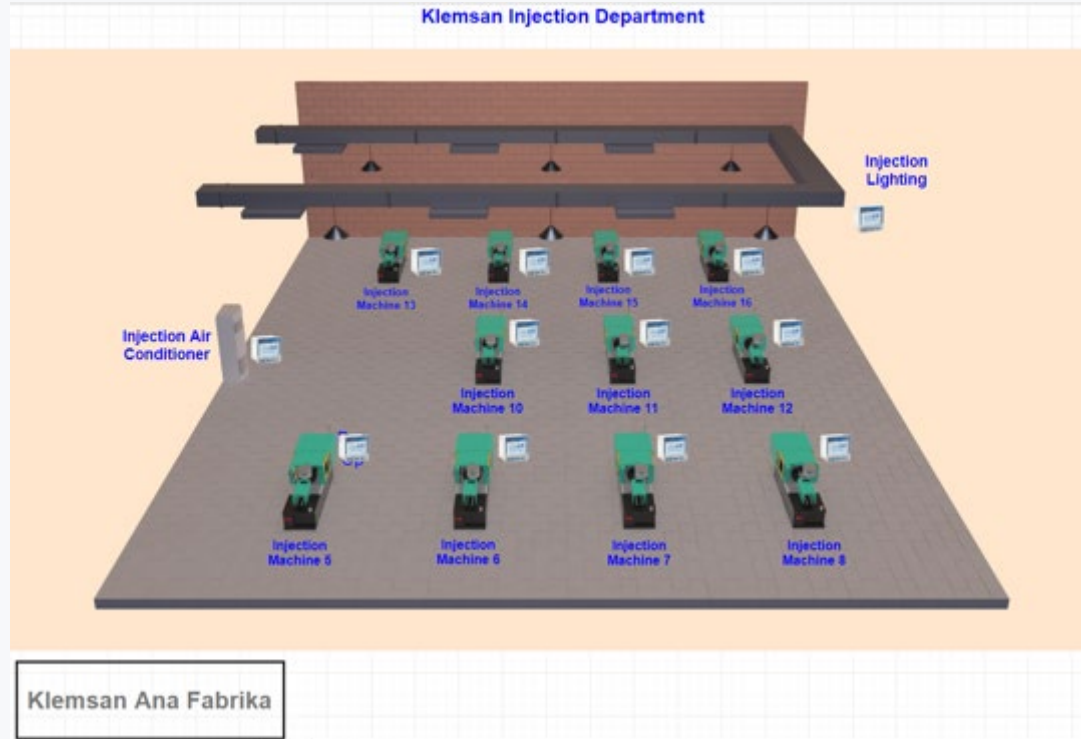 Klemsan Injection Department
Injection
Lighting
Injection
Machine 13
Injection
Machine 14
Injection
Machine 15
Injection
Machine 16
Injection Air
Conditioner
Injection
Machine 10
Injection
Machine 11
Injection
Machine 12
Injection
Machine 5
Injection
Machine 6
Injection
Machine 7
Injection
Machine 8
Klemsan Ana Fabrika